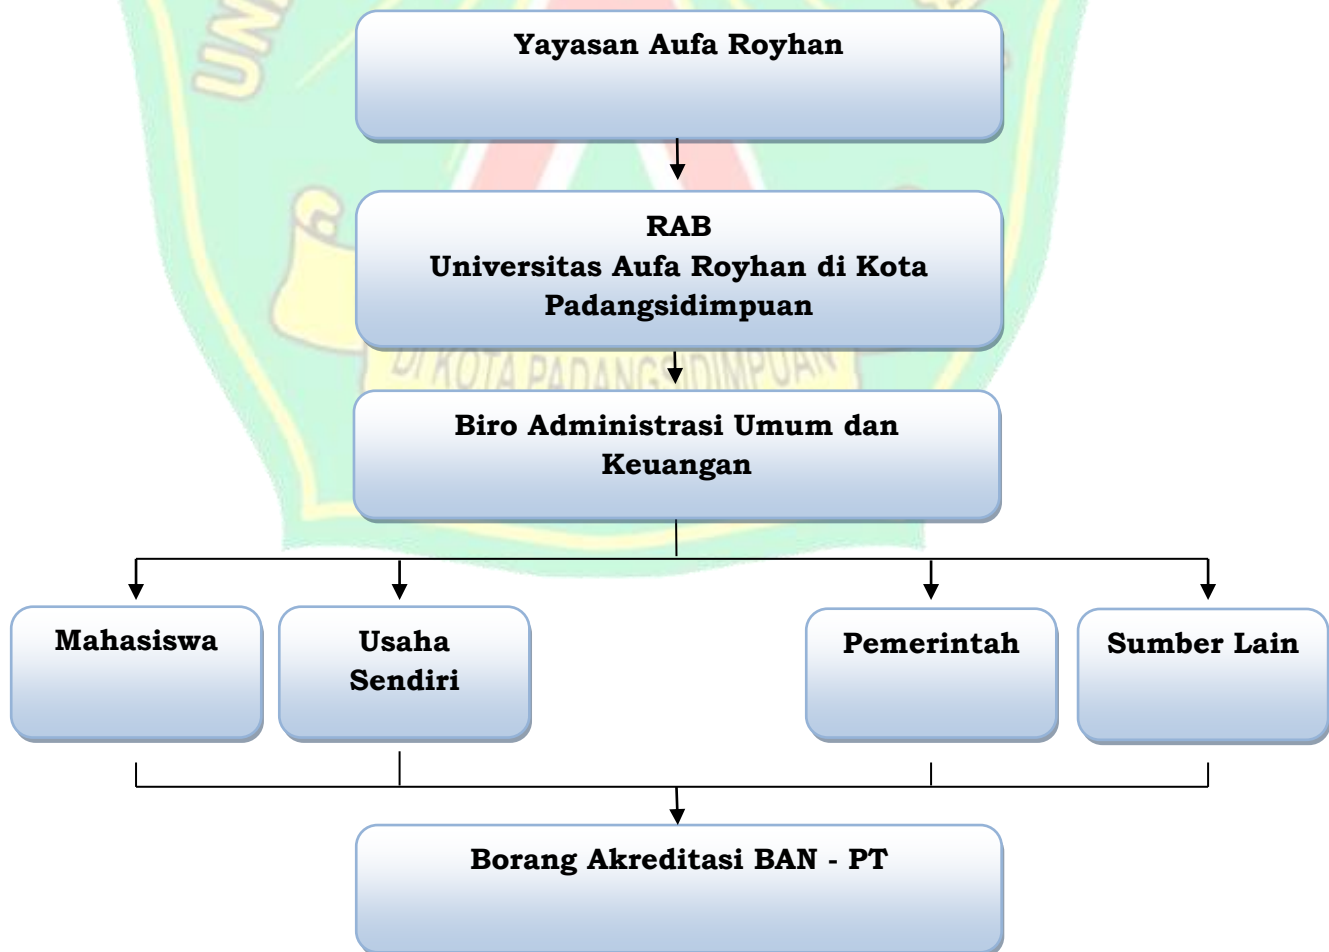 UN
Yayasan Aufa Royhan
RAB
Universitas Aufa Royhan di Kota
Padangsidimpuan
DI KOTA PADANGSIDIMPUAN
Biro Administrasi Umum dan
Keuangan
Mahasiswa
Usaha
Sendiri
Pemerintah
Sumber Lain
Borang Akreditasi BAN - PT